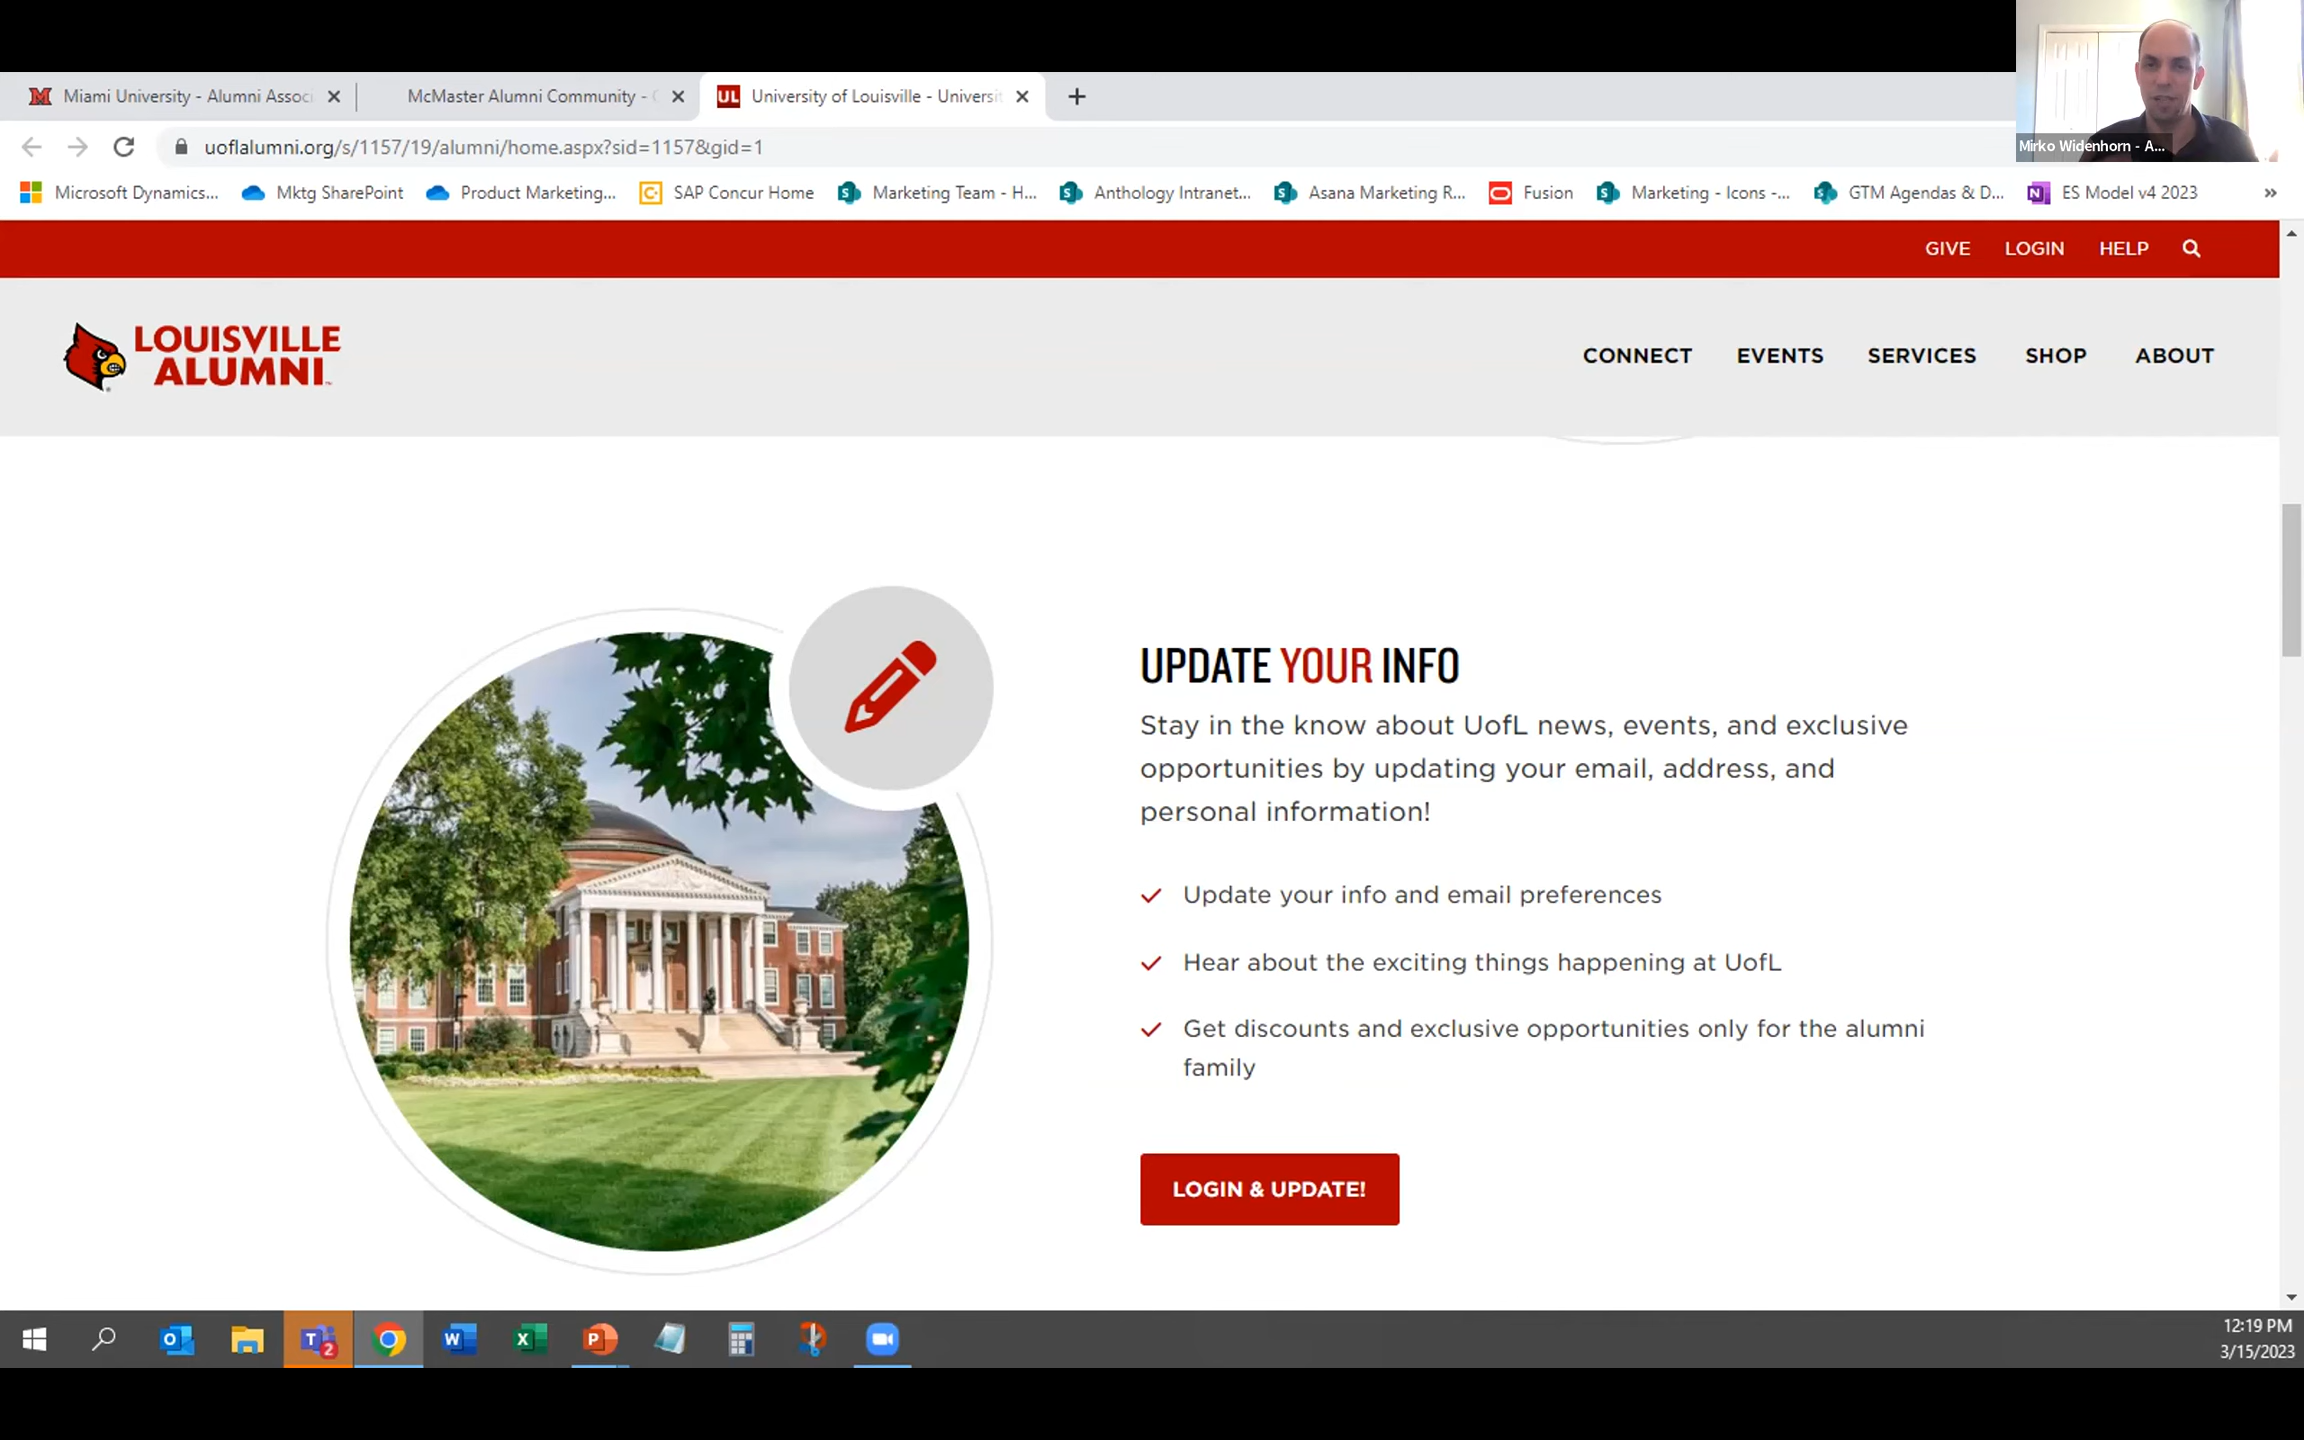 Miami University - Alumni Associ
McMaster Alumni Community -
UL University of Louisville - Universit
Mirko Widenhorn - A...
uoflalumni.org/s/1157/19/alumni/home.aspx?sid=1157&gid=1
Microsoft Dynamics... Mktg SharePoint Product Marketing... SAP Concur Home Marketing Team - H... Anthology Intranet... Asana Marketing R... Fusion Marketing - Icons -... GTM Agendas & D... ES Model v4 2023 »
GIVE LOGIN HELP
LOUISVILLE
ALUMNI
CONNECT EVENTS SERVICES SHOP ABOUT
UPDATE YOUR INFO
Stay in the know about UofL news, events, and exclusive
opportunities by updating your email, address, and
personal information!
Update your info and email preferences
Hear about the exciting things happening at UofL
Get discounts and exclusive opportunities only for the alumni
family
LOGIN & UPDATE!
12:19 PM
3/15/2023